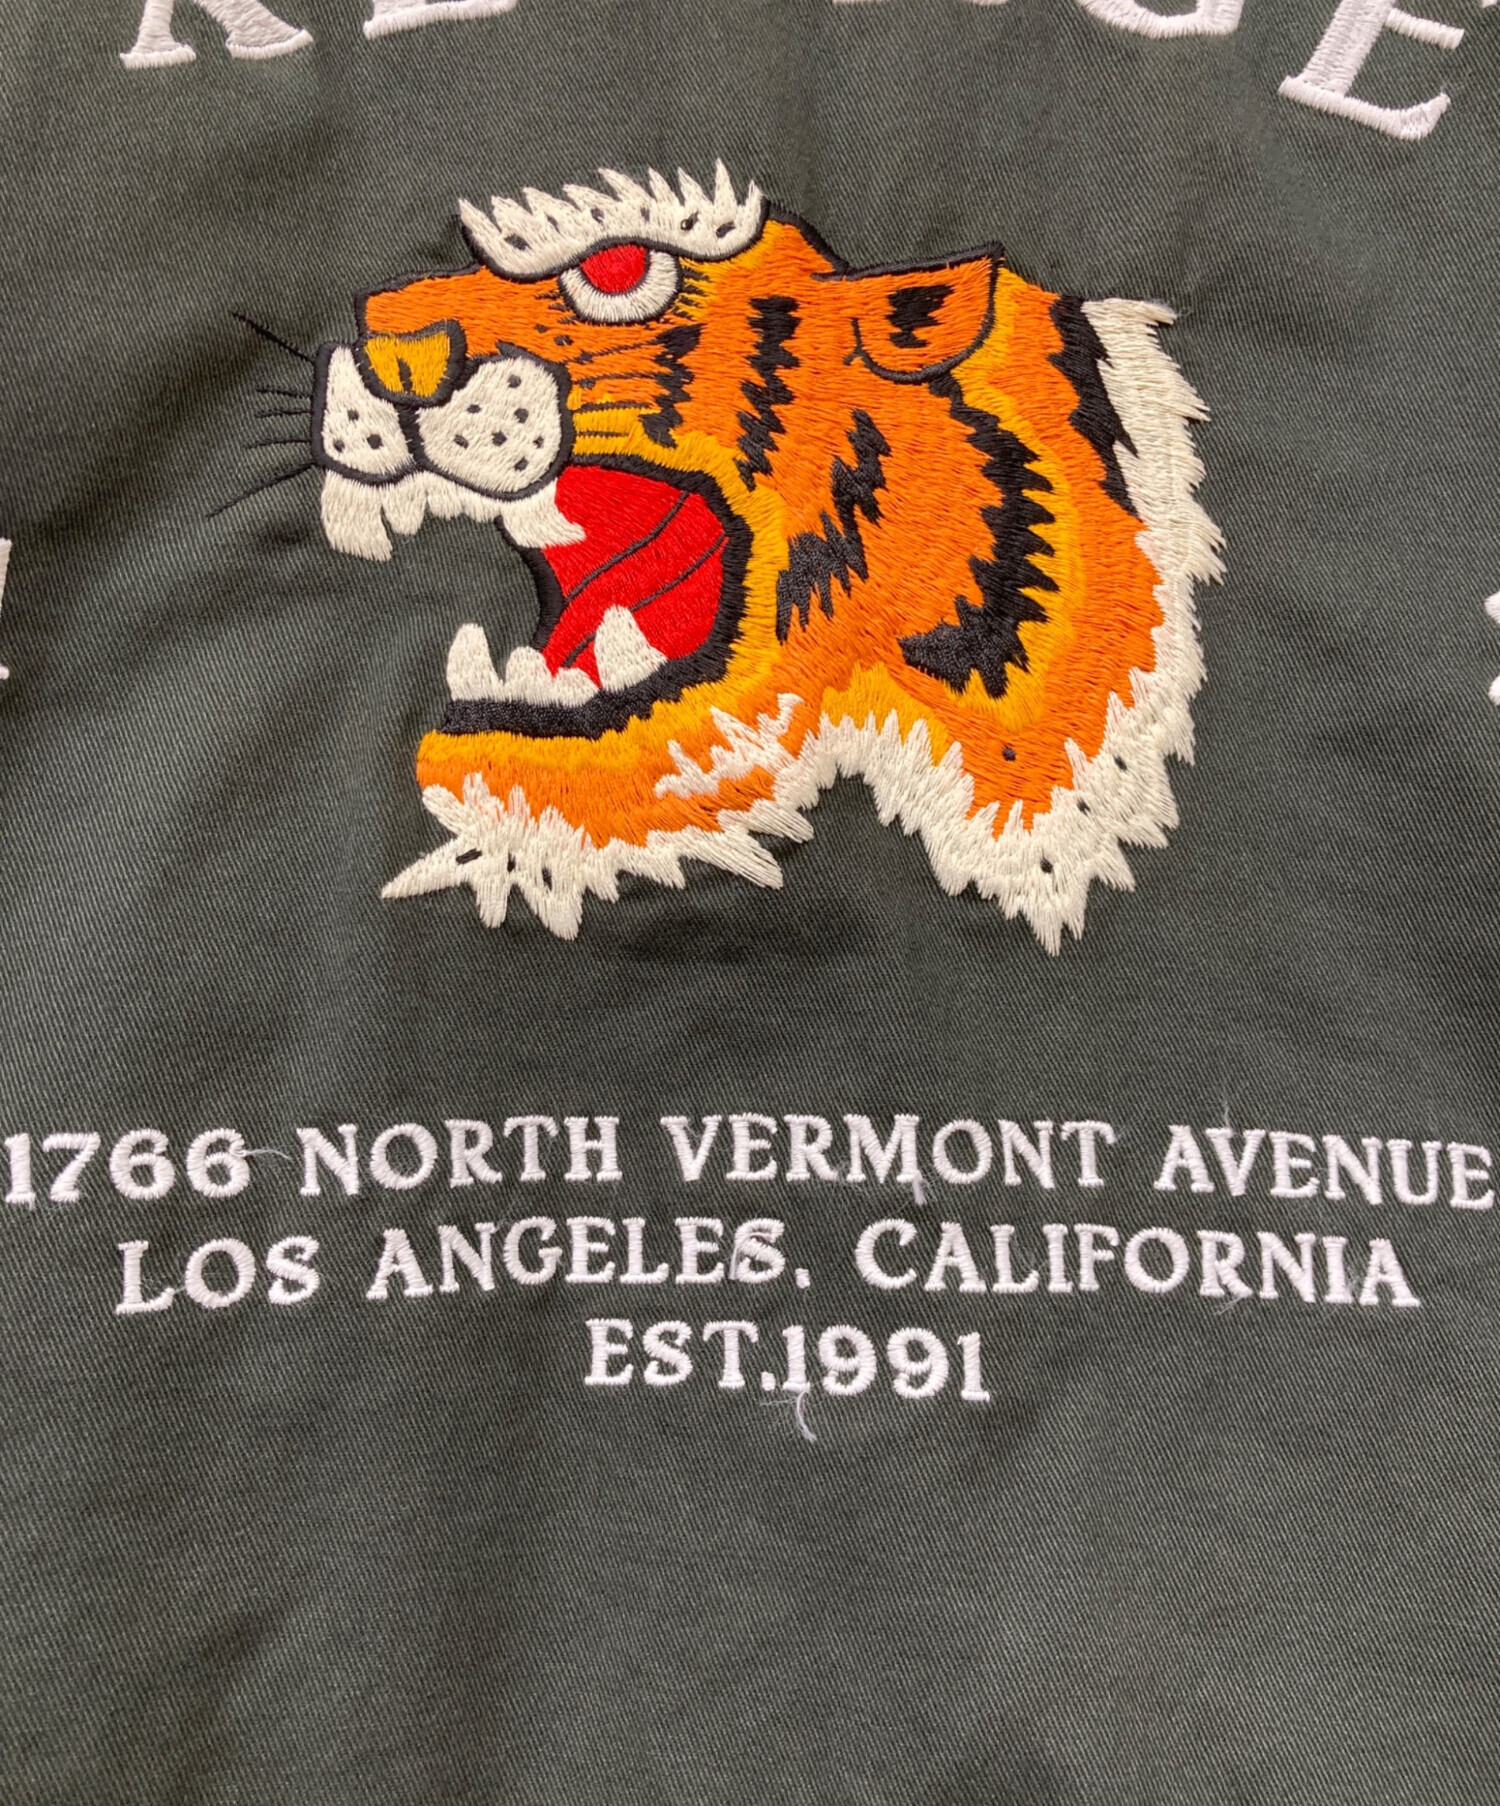 1766 NORTH VERMONT AVENUE
LOS ANGELES. CALIFORNIA
EST.1991